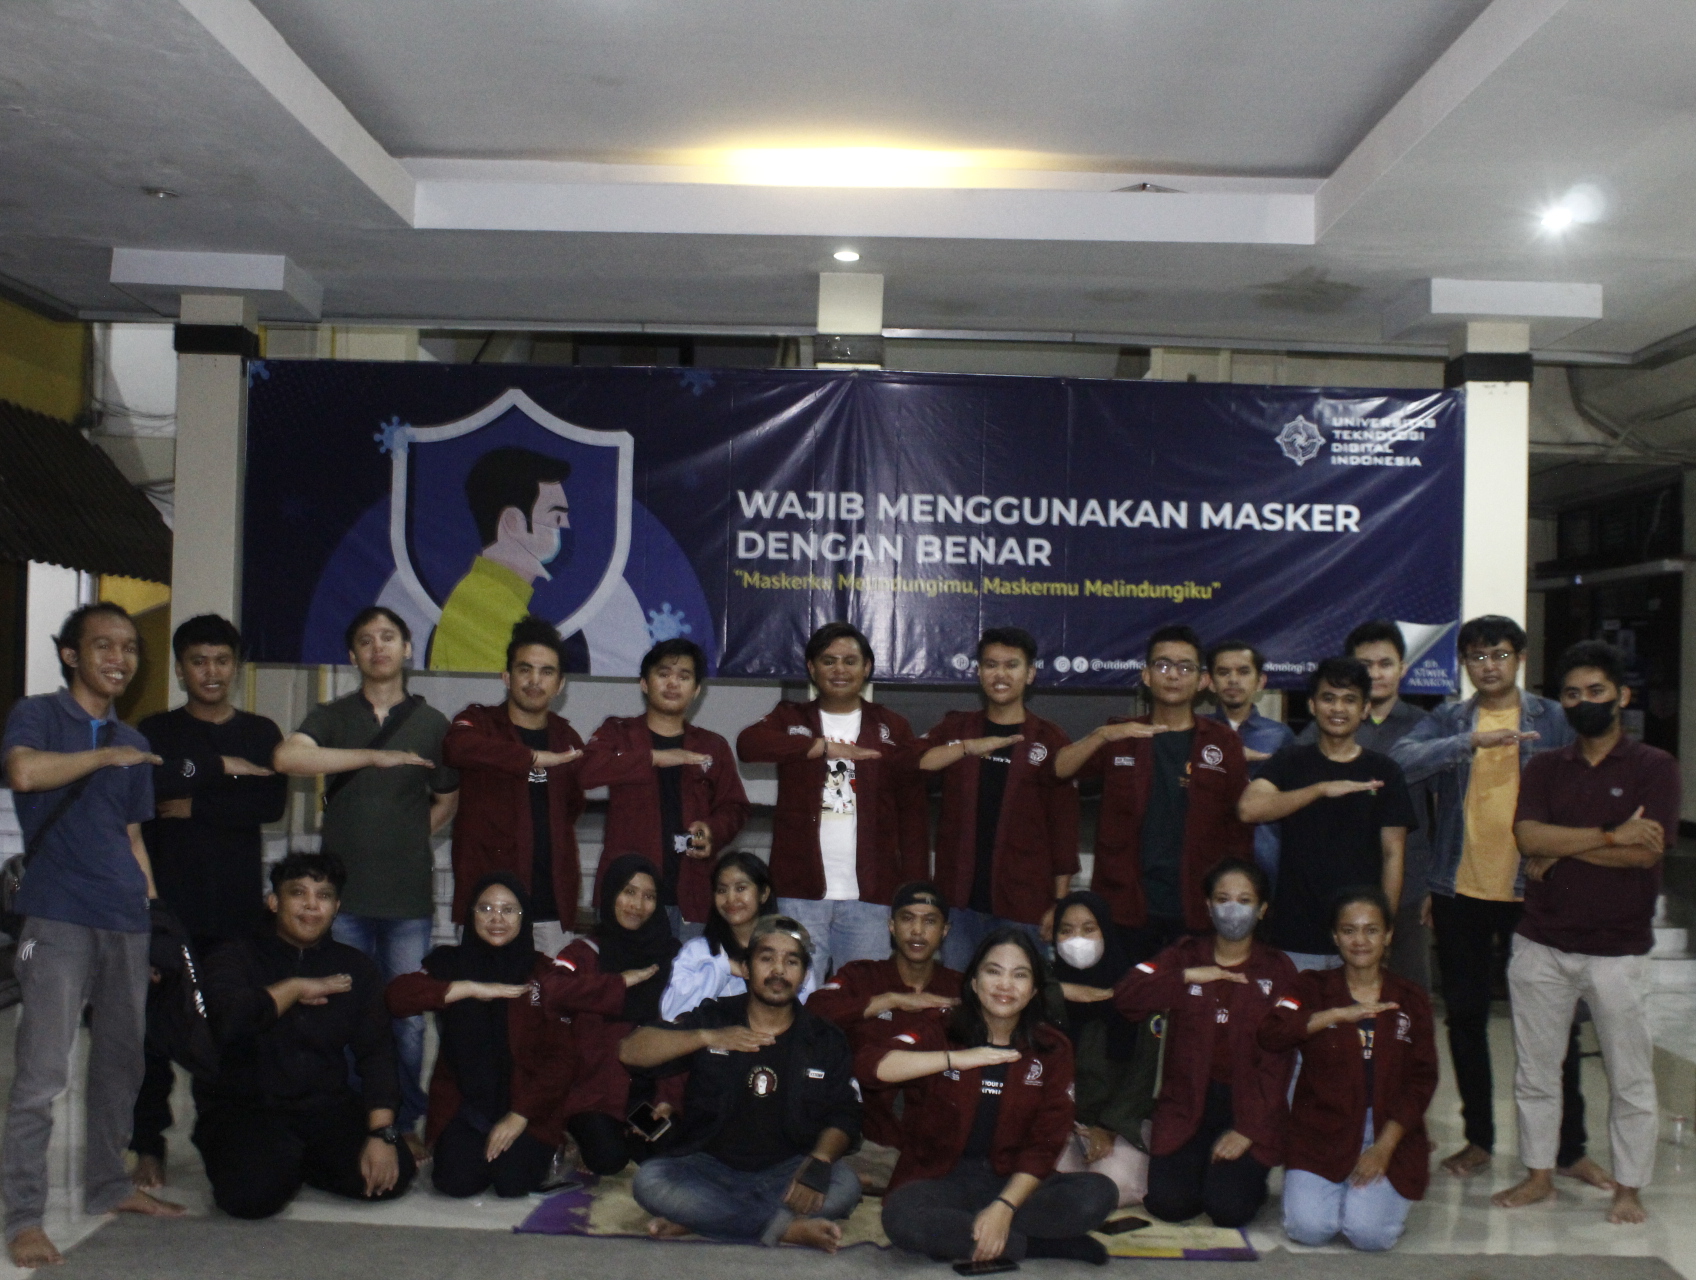 UNIVERSITAS
TEKNOLOGI
DIGITAL
INDONESIA
WAJIB MENGGUNAKAN MASKER
DENGAN BENAR
"Maskerku Melindungimu, Maskermu Melindungiku"